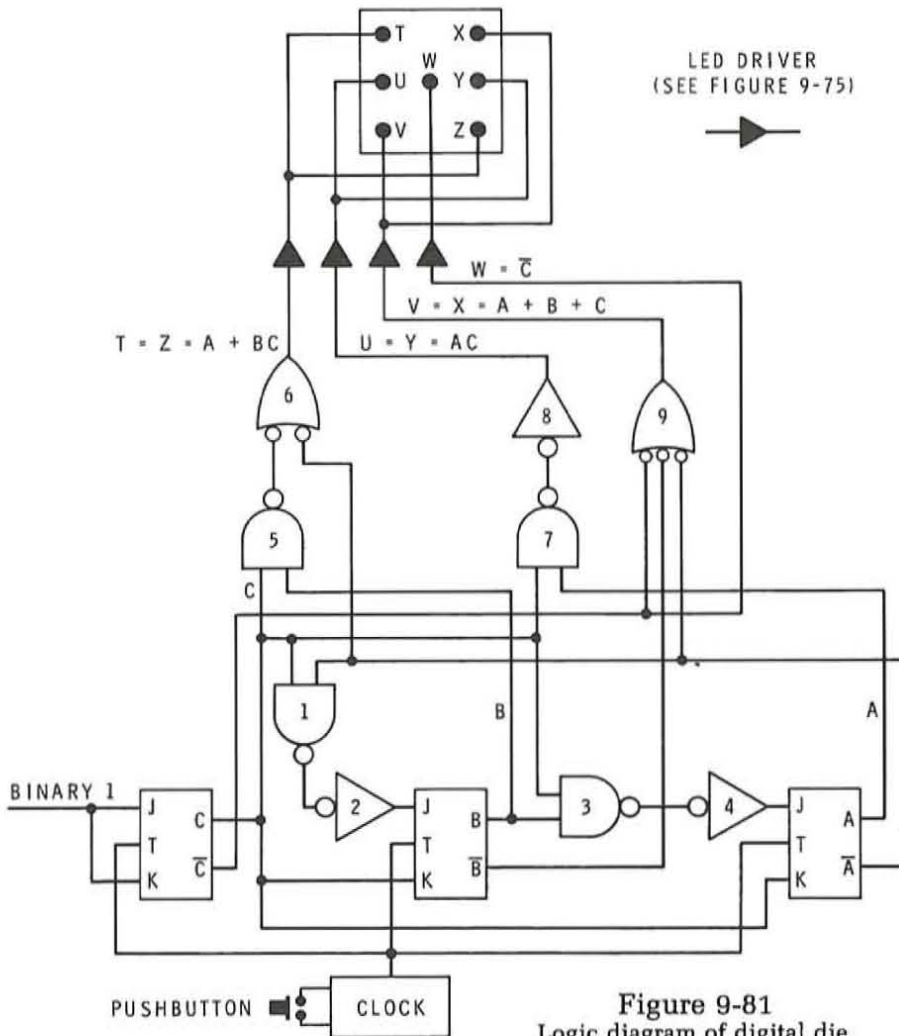 T X
W
U Y
V Z
LED DRIVER
(SEE FIGURE 9-75)
W = C̅
V = X = A + B + C
T = Z = A + BC
U = Y = AC
6
8
9
5
7
C
1
B
A
BINARY 1
J
C
T
C̅
K
2
J
B
T
B̅
K
3
4
J
A
T
A̅
K
PUSHBUTTON
CLOCK
Figure 9-81
Logic diagram of digital die